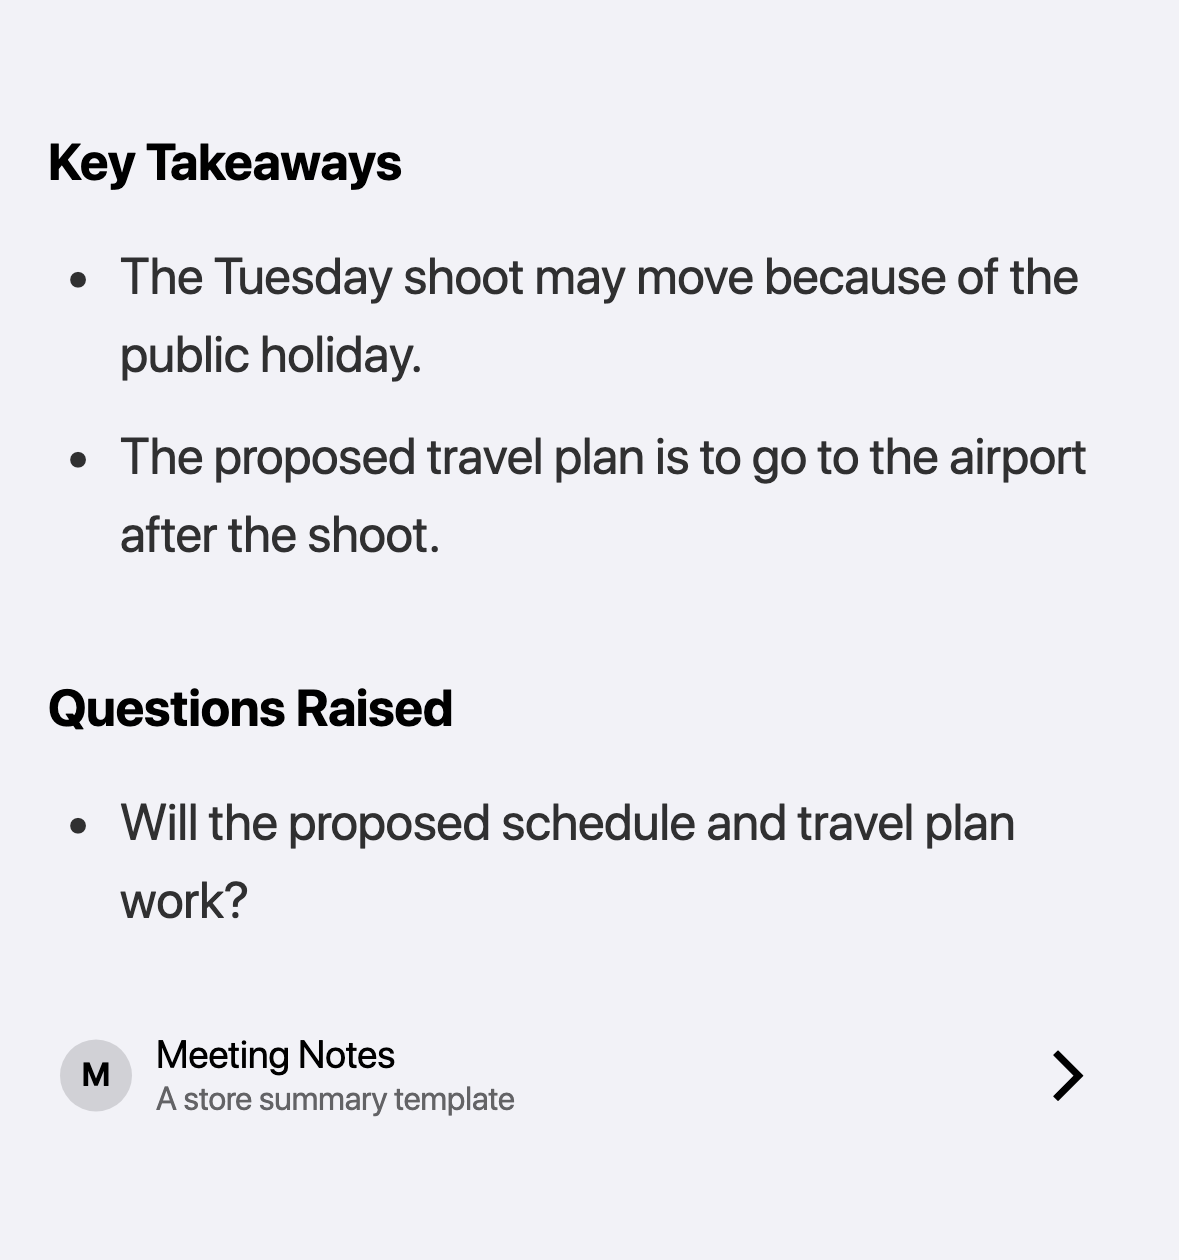 Key Takeaways
• The Tuesday shoot may move because of the
public holiday.
• The proposed travel plan is to go to the airport
after the shoot.
Questions Raised
• Will the proposed schedule and travel plan
work?
M
Meeting Notes
A store summary template